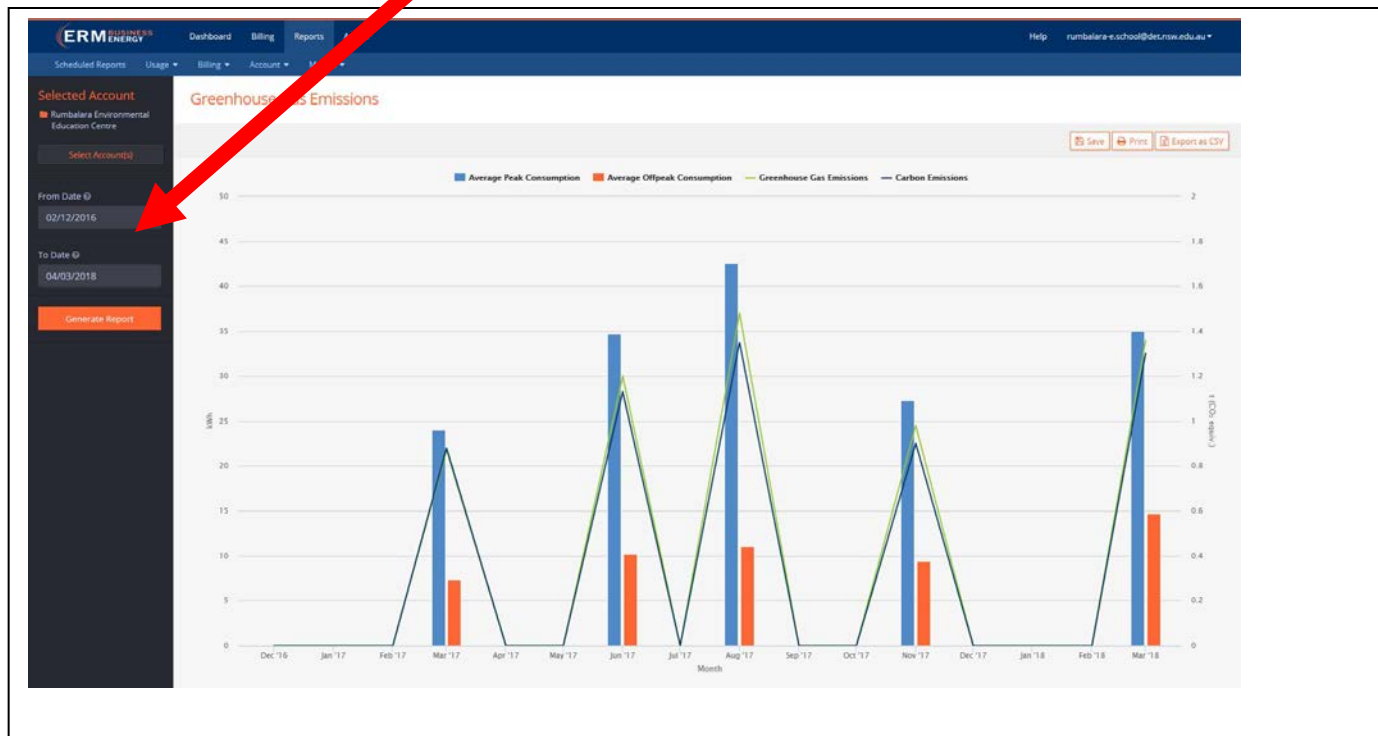 ERM BUSINESS ENERGY
Dashboard Billing Reports
Help rumbalara-e.school@det.nsw.edu.au
Scheduled Reports Usage Billing Account
Selected Account
Rumbalara Environmental
Education Centre
Select Account(s)
From Date
02/12/2016
To Date
04/03/2018
Generate Report
Greenhouse Gas Emissions
Save Print Export as CSV
Average Peak Consumption Average Offpeak Consumption Greenhouse Gas Emissions Carbon Emissions
50 2
45 1.8
40 1.6
35 1.4
30 1.2
25 1
20 0.8
15 0.6
10 0.4
5 0.2
0 0
kWh
t (CO₂ equiv.)
Dec '16 Jan '17 Feb '17 Mar '17 Apr '17 May '17 Jun '17 Jul '17 Aug '17 Sep '17 Oct '17 Nov '17 Dec '17 Jan '18 Feb '18 Mar '18
Month